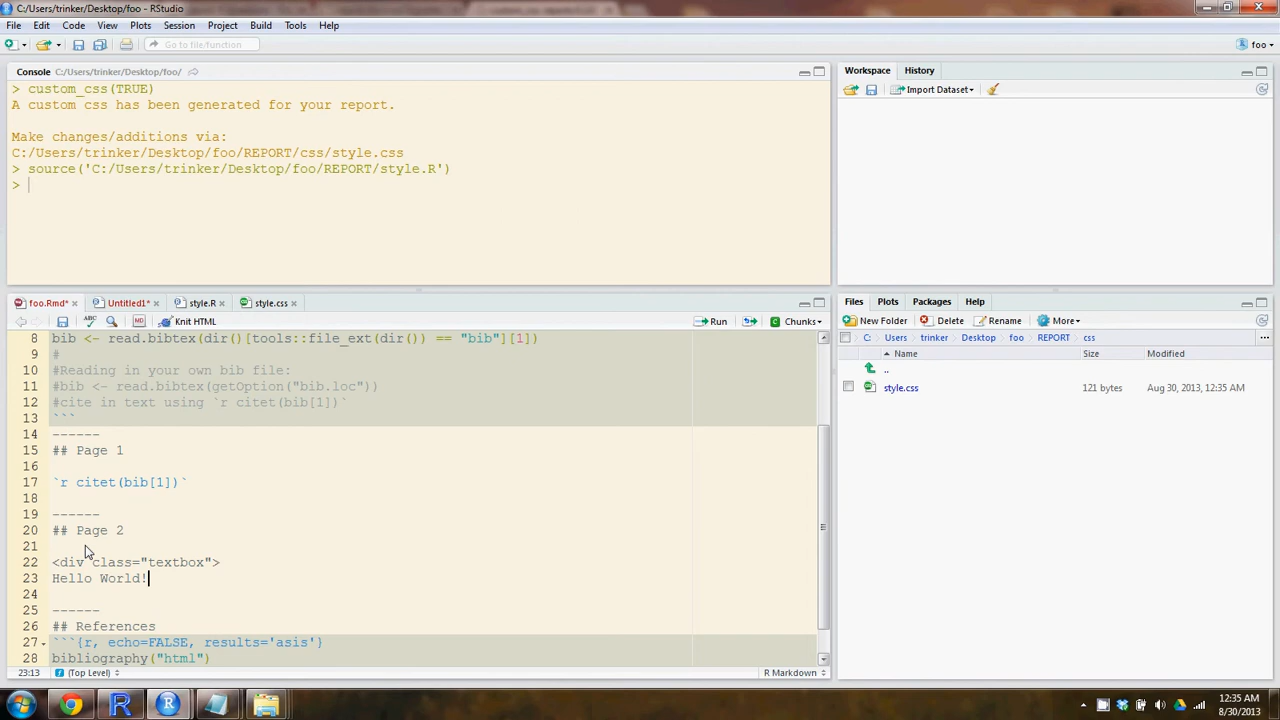 C:/Users/trinker/Desktop/foo - RStudio
File Edit Code View Plots Session Project Build Tools Help
Go to file/function
foo
Console C:/Users/trinker/Desktop/foo/
> custom_css(TRUE)
A custom css has been generated for your report.
Make changes/additions via:
C:/Users/trinker/Desktop/foo/REPORT/css/style.css
> source('C:/Users/trinker/Desktop/foo/REPORT/style.R')
>
Workspace History
Import Dataset
foo.Rmd* Untitled1* style.R style.css
ABC MD Knit HTML Run Chunks
8 bib <- read.bibtex(dir()[tools::file_ext(dir()) == "bib"][1])
9 #
10 #Reading in your own bib file:
11 #bib <- read.bibtex(getOption("bib.loc"))
12 #cite in text using `r citet(bib[1])`
13 ```
14 ------
15 ## Page 1
16
17 `r citet(bib[1])`
18
19 ------
20 ## Page 2
21
22 <div class="textbox">
23 Hello World!
24
25 ------
26 ## References
27 ```{r, echo=FALSE, results='asis'}
28 bibliography("html")
23:13 (Top Level) R Markdown
Files Plots Packages Help
New Folder Delete Rename More
C: Users trinker Desktop foo REPORT css
Name Size Modified
..
style.css 121 bytes Aug 30, 2013, 12:35 AM
12:35 AM
8/30/2013